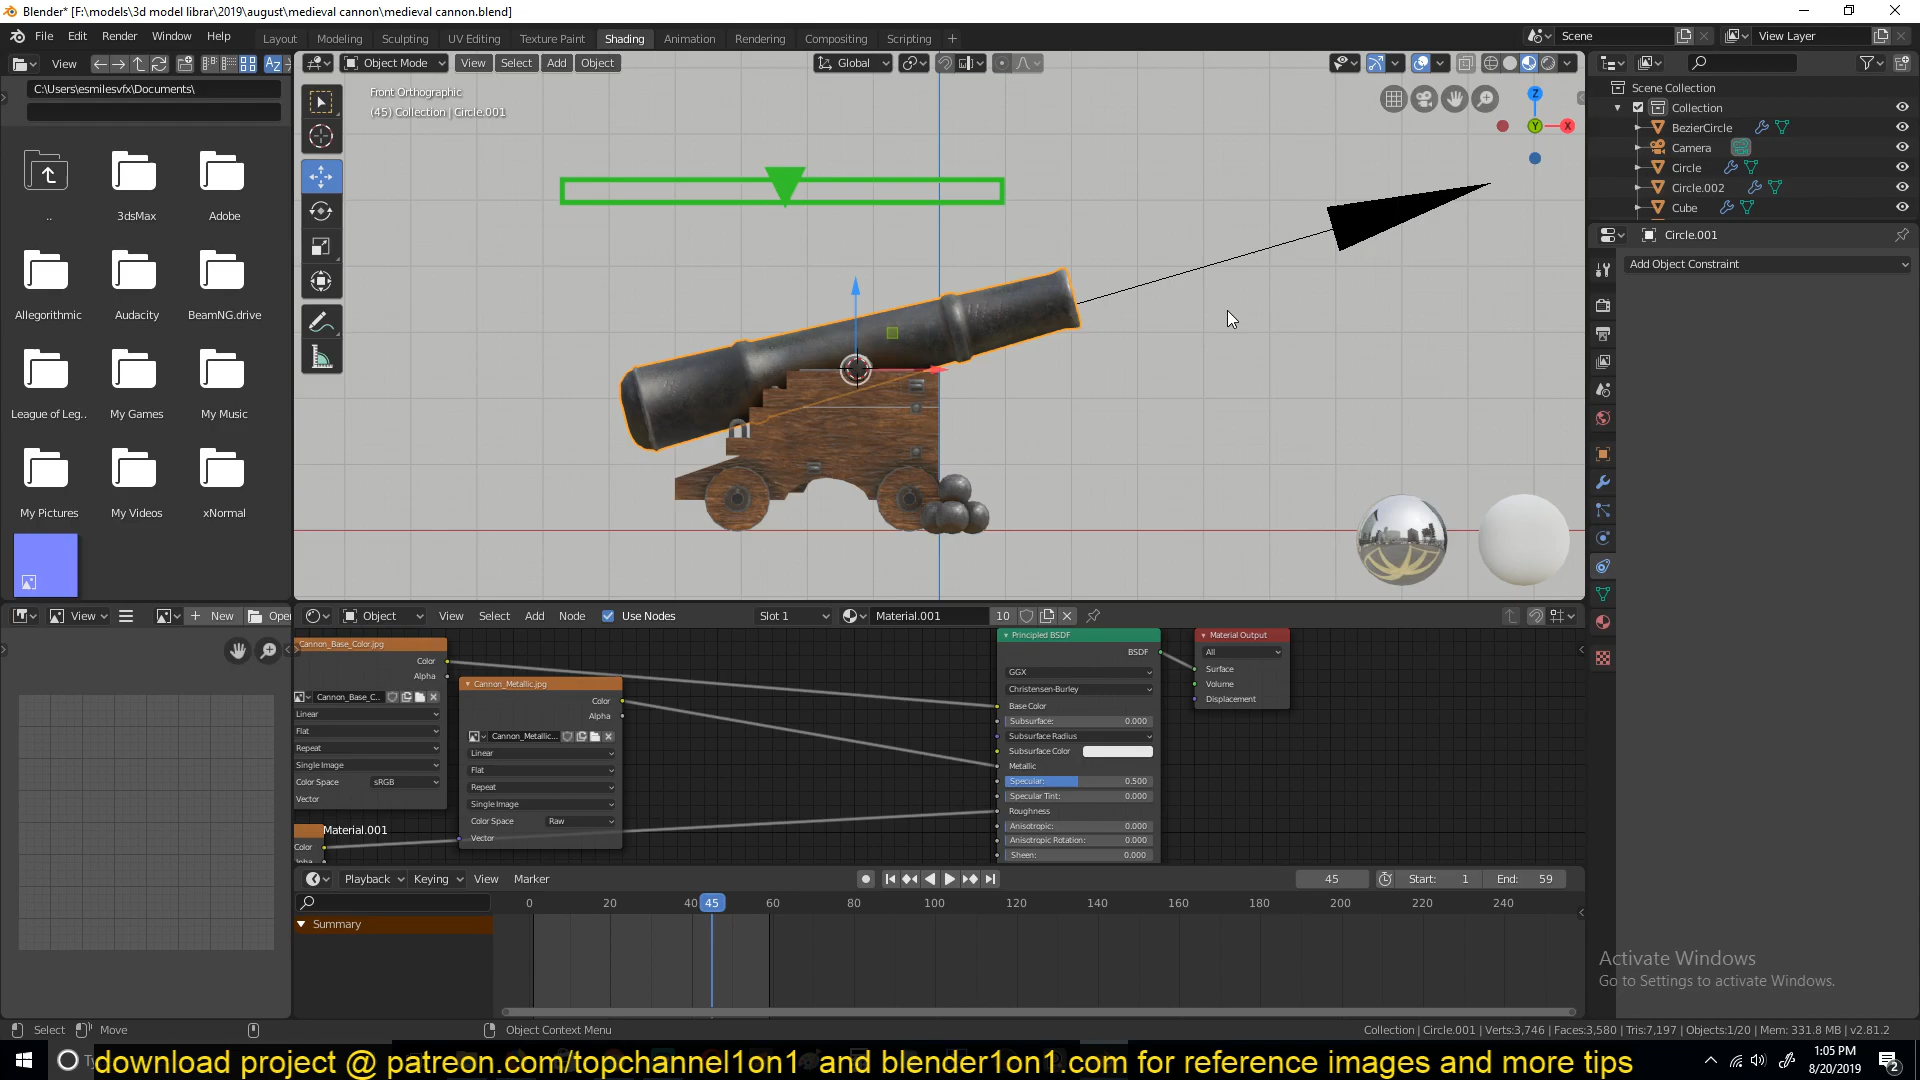 Blender* [F:\models\3d model librar\2019\august\medieval cannon\medieval cannon.blend]
File Edit Render Window Help
Layout Modeling Sculpting UV Editing Texture Paint Shading Animation Rendering Compositing Scripting
Scene
View Layer
View
Object Mode View Select Add Object
Global
C:\Users\esmilesvfx\Documents\
Front Orthographic
(45) Collection | Circle.001
Z
Y
X
Scene Collection
Collection
BezierCircle
Camera
Circle
Circle.002
Cube
Circle.001
Add Object Constraint
..
3dsMax
Adobe
Allegorithmic
Audacity
BeamNG.drive
League of Leg..
My Games
My Music
My Pictures
My Videos
xNormal
View New Open
Object View Select Add Node Use Nodes Slot 1 Material.001 10
Cannon_Base_Color.jpg
Color
Alpha
Cannon_Base_C...
Linear
Flat
Repeat
Single Image
Color Space sRGB
Vector
Color
Material.001
Cannon_Metallic.jpg
Color
Alpha
Cannon_Metallic...
Linear
Flat
Repeat
Single Image
Color Space Raw
Vector
Principled BSDF
BSDF
GGX
Christensen-Burley
Base Color
Subsurface: 0.000
Subsurface Radius
Subsurface Color
Metallic
Specular: 0.500
Specular Tint: 0.000
Roughness
Anisotropic: 0.000
Anisotropic Rotation: 0.000
Sheen: 0.000
Material Output
All
Surface
Volume
Displacement
Playback Keying View Marker
45 Start: 1 End: 59
0 20 40 45 60 80 100 120 140 160 180 200 220 240
Summary
Activate Windows
Go to Settings to activate Windows.
Select Move Object Context Menu
Collection | Circle.001 | Verts:3,746 | Faces:3,580 | Tris:7,197 | Objects:1/20 | Mem: 331.8 MB | v2.81.2
download project @ patreon.com/topchannel1on1 and blender1on1.com for reference images and more tips
1:05 PM
8/20/2019
2